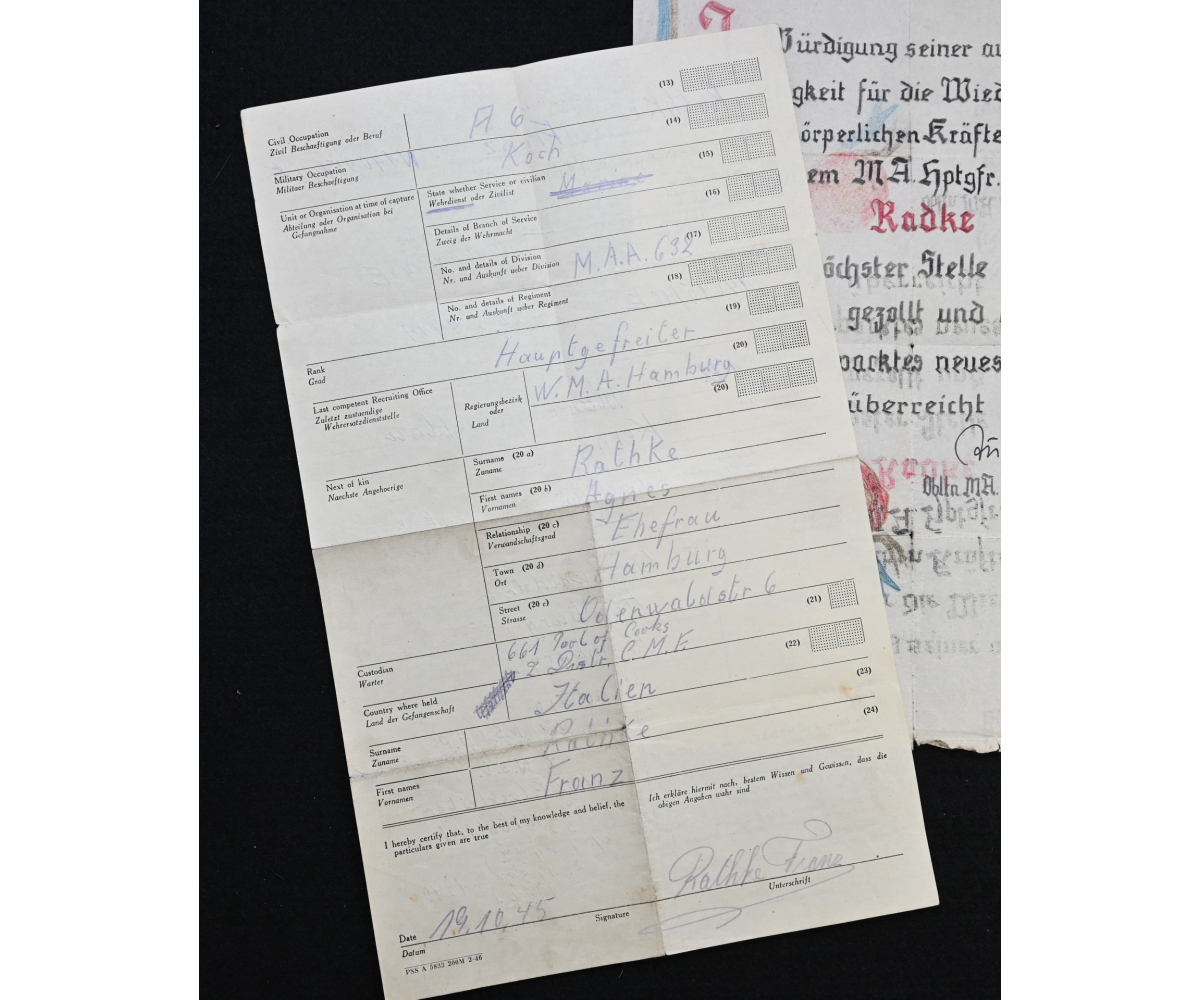 (13)
Civil Occupation
Zivil Beschaeftigung oder Beruf
A 6
(14)
Military Occupation
Militaer Beschaeftigung
Koch
(15)
Unit or Organisation at time of capture
Abteilung oder Organisation bei
Gefangnahme
State whether Service or civilian
Wehrdienst oder Zivilist
Marine
(16)
Details of Branch of Service
Zweig der Wehrmacht
(17)
No. and details of Division
Nr. und Auskunft ueber Division
M.A.A. 632
(18)
No. and details of Regiment
Nr. und Auskunft ueber Regiment
(19)
Rank
Grad
Hauptgefreiter
(20)
Last competent Recruiting Office
Zuletzt zustaendige
Wehrersatzdienststelle
Regierungsbezirk
oder
Land
W.M.A. Hamburg
(20)
Next of kin
Naechste Angehoerige
Surname (20 a)
Zuname
Rathke
First names (20 b)
Vornamen
Agnes
Relationship (20 c)
Verwandschaftsgrad
Ehefrau
Town (20 d)
Ort
Hamburg
Street (20 e)
Strasse
Odenwaldstr 6
(21)
Custodian
Warter
661 Pool of Cooks
2 Distr. C.M.F.
(22)
Country where held
Land der Gefangenschaft
Italien
(23)
Surname
Zuname
Rathke
(24)
First names
Vornamen
Franz
I hereby certify that, to the best of my knowledge and belief, the
particulars given are true
Ich erkläre hiermit nach, bestem Wissen und Gewissen, dass die
obigen Angaben wahr sind
Rathke Franz
Date
Datum
19.10.45
Signature
Unterschrift
PSS A 5833 200M 2-46
Würdigung seiner au
gkeit für die Wied
örperlichen Kräfte
em M.A. Hptgfr.
Radke
öchster Stelle
gezollt und
packtes neues
überreicht
Obltn. M.A.